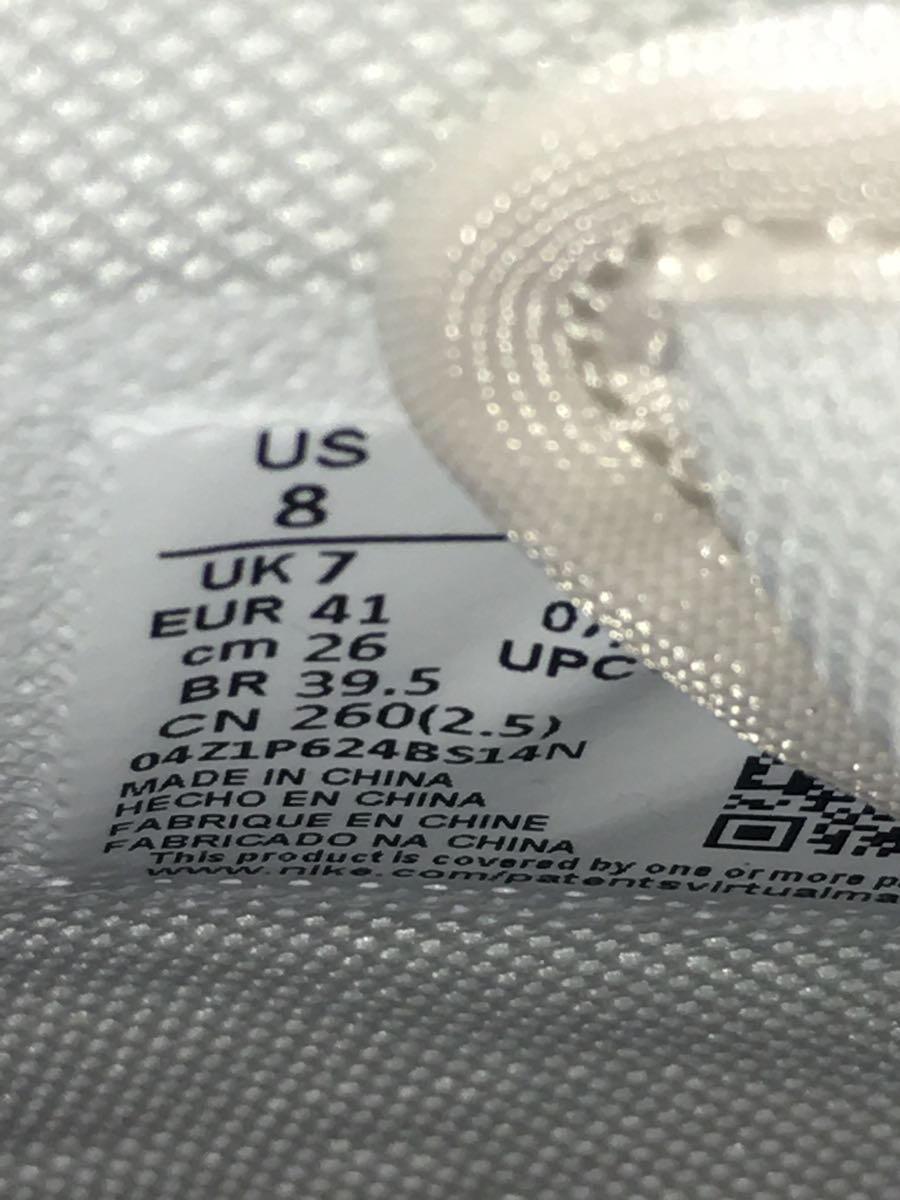 US
8
UK 7
EUR 41
cm 26
BR 39.5
CN 260(2.5)
UPC
04Z1P624BS14N
MADE IN CHINA
HECHO EN CHINA
FABRIQUE EN CHINE
FABRICADO NA CHINA
This product is covered by one or more
www.nike.com/patentsvirtualma